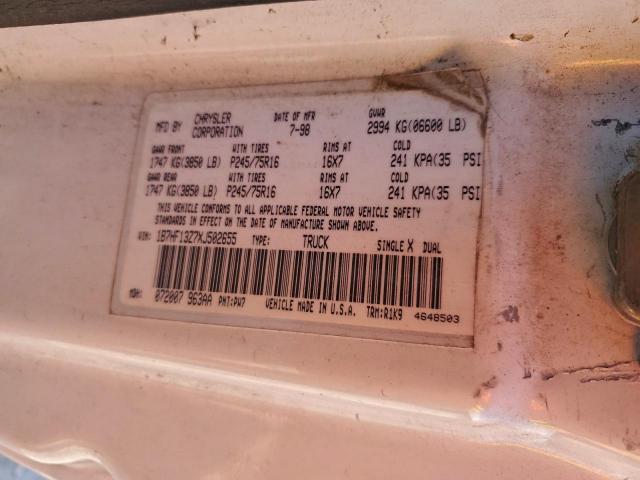 MFD BY CHRYSLER CORPORATION DATE OF MFR 7-98 GVWR 2994 KG(06600 LB)
GAWR FRONT WITH TIRES RIMS AT COLD
1747 KG(3850 LB) P245/75R16 16X7 241 KPA(35 PSI
GAWR REAR WITH TIRES RIMS AT COLD
1747 KG(3850 LB) P245/75R16 16X7 241 KPA(35 PSI
THIS VEHICLE CONFORMS TO ALL APPLICABLE FEDERAL MOTOR VEHICLE SAFETY
STANDARDS IN EFFECT ON THE DATE OF MANUFACTURE SHOWN ABOVE.
VIN: 1B7HF13Z7XJ502655 TYPE: TRUCK SINGLE X DUAL
MDH: 072007 963AA PNT:PW7 VEHICLE MADE IN U.S.A. TRM:R1K9 4648503